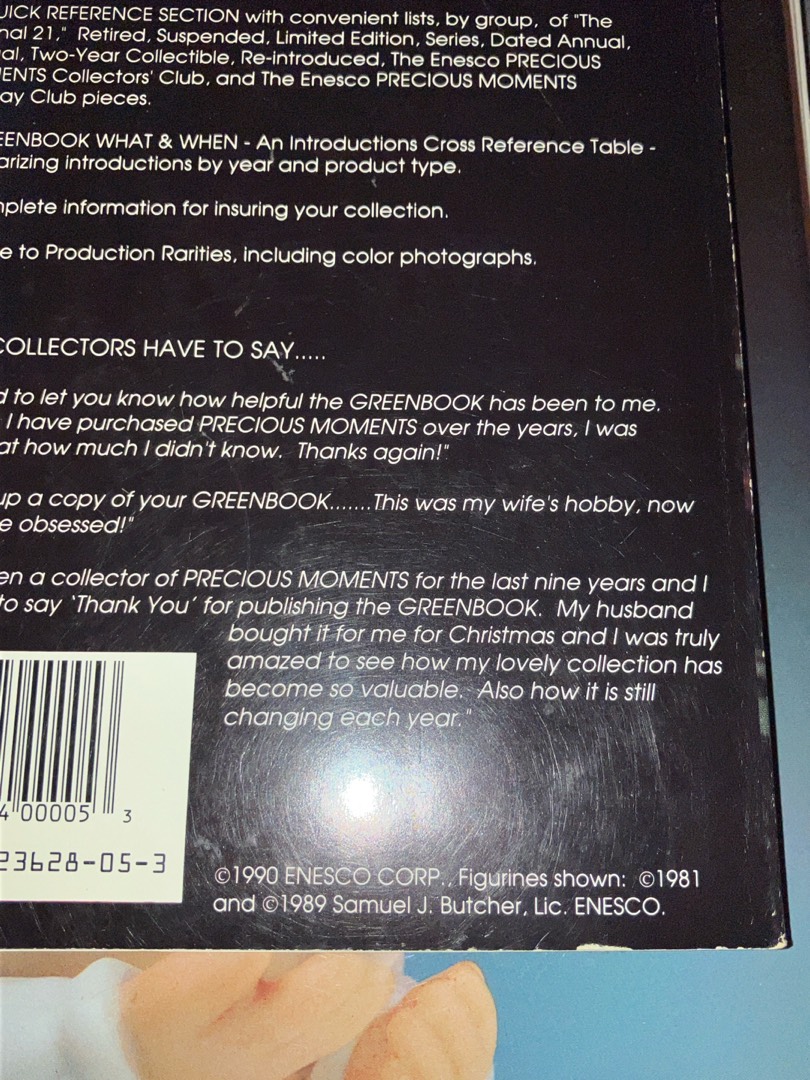 UICK REFERENCE SECTION with convenient lists, by group, of "The
nal 21," Retired, Suspended, Limited Edition, Series, Dated Annual,
al, Two-Year Collectible, Re-introduced, The Enesco PRECIOUS
ENTS Collectors' Club, and The Enesco PRECIOUS MOMENTS
ay Club pieces.
EENBOOK WHAT & WHEN - An Introductions Cross Reference Table -
arizing introductions by year and product type.
plete information for insuring your collection.
e to Production Rarities, including color photographs.
COLLECTORS HAVE TO SAY.....
d to let you know how helpful the GREENBOOK has been to me.
I have purchased PRECIOUS MOMENTS over the years, I was
at how much I didn't know. Thanks again!"
up a copy of your GREENBOOK.......This was my wife's hobby, now
e obsessed!"
en a collector of PRECIOUS MOMENTS for the last nine years and I
to say 'Thank You' for publishing the GREENBOOK. My husband
bought it for me for Christmas and I was truly
amazed to see how my lovely collection has
become so valuable. Also how it is still
changing each year."
4 00005 3
23628-05-3
©1990 ENESCO CORP., Figurines shown: ©1981
and ©1989 Samuel J. Butcher, Lic. ENESCO.